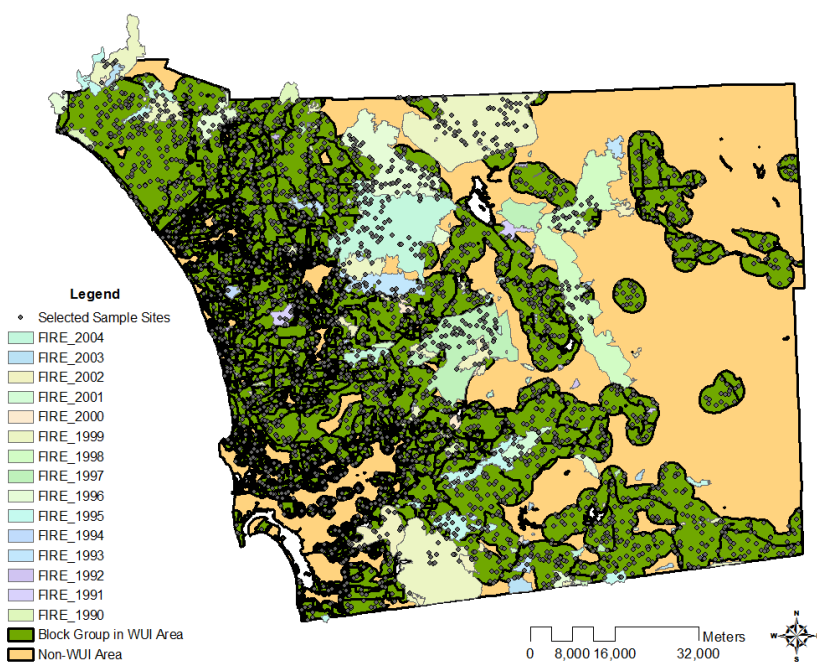 Legend
Selected Sample Sites
FIRE_2004
FIRE_2003
FIRE_2002
FIRE_2001
FIRE_2000
FIRE_1999
FIRE_1998
FIRE_1997
FIRE_1996
FIRE_1995
FIRE_1994
FIRE_1993
FIRE_1992
FIRE_1991
FIRE_1990
Block Group in WUI Area
Non-WUI Area
Meters
0 8,000 16,000 32,000
N
W E
S